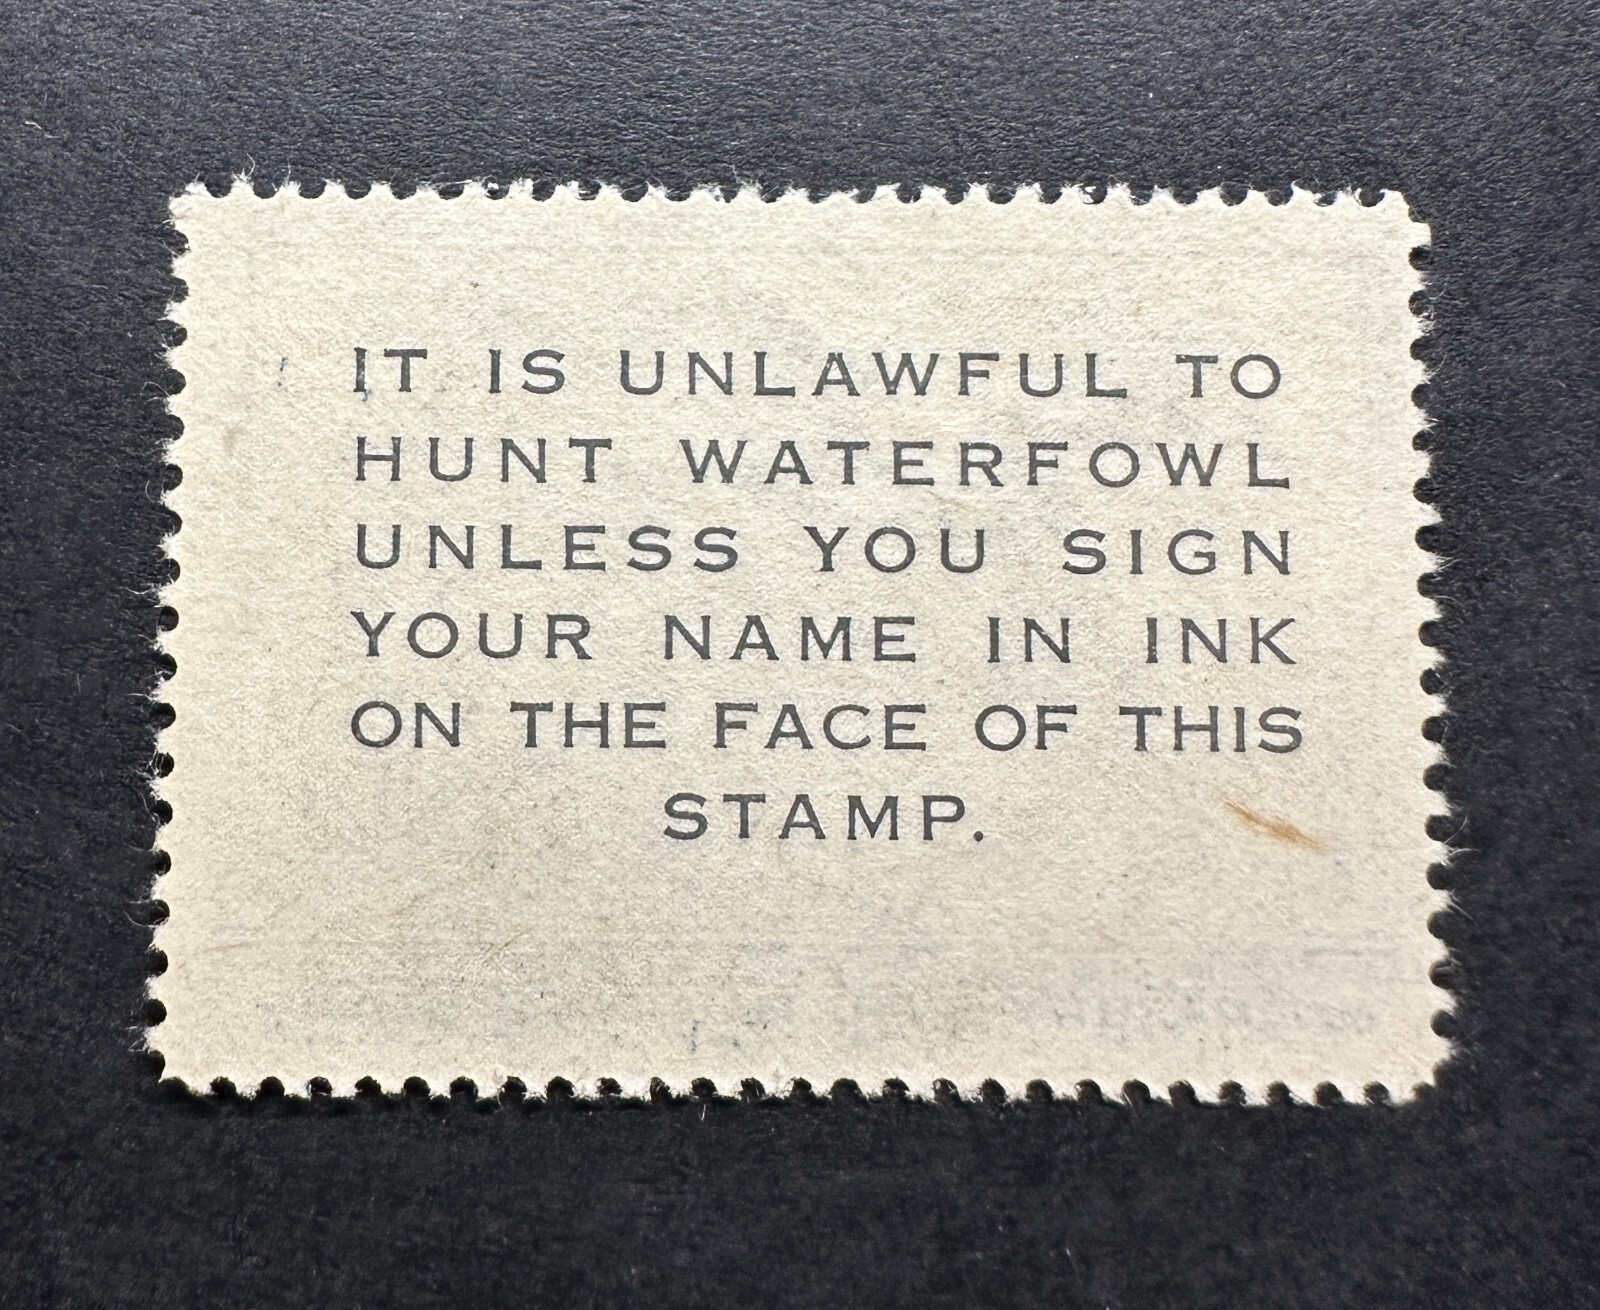 IT IS UNLAWFUL TO
HUNT WATERFOWL
UNLESS YOU SIGN
YOUR NAME IN INK
ON THE FACE OF THIS
STAMP.